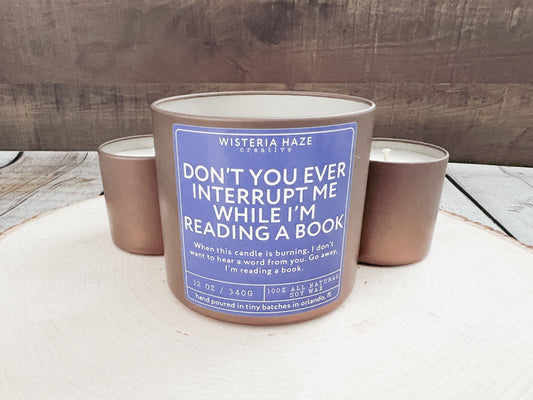 WISTERIA HAZE
creative
DON'T YOU EVER
INTERRUPT ME
WHILE I'M
READING A BOOK
When this candle is burning, I don't
want to hear a word from you. Go away,
I'm reading a book.
12 OZ / 340G
100% ALL NATURAL
SOY WAX
hand poured in tiny batches in orlando, fl